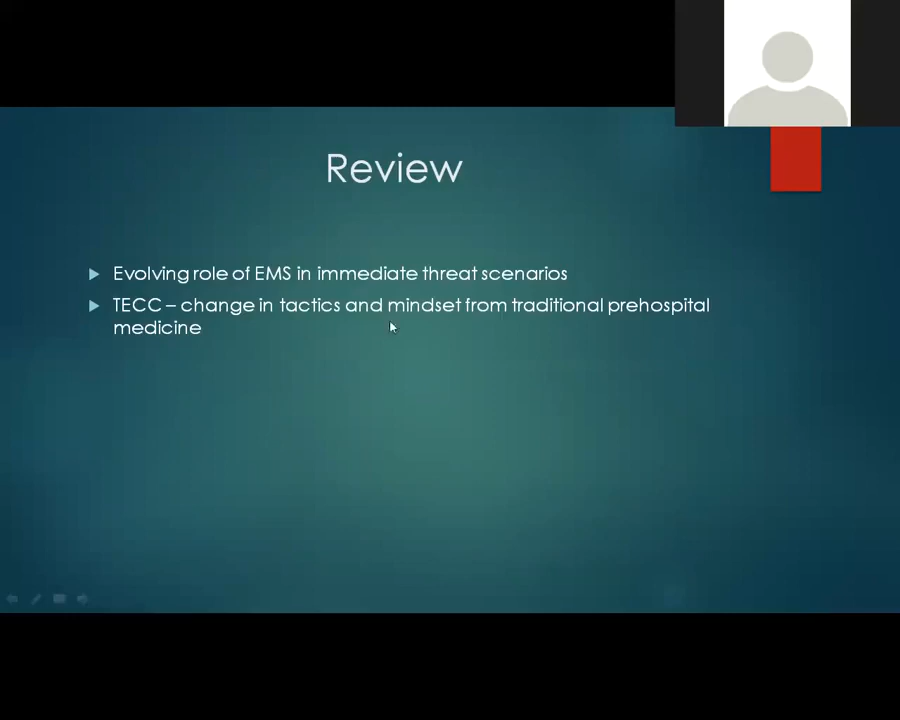 Review
Evolving role of EMS in immediate threat scenarios
TECC – change in tactics and mindset from traditional prehospital
medicine